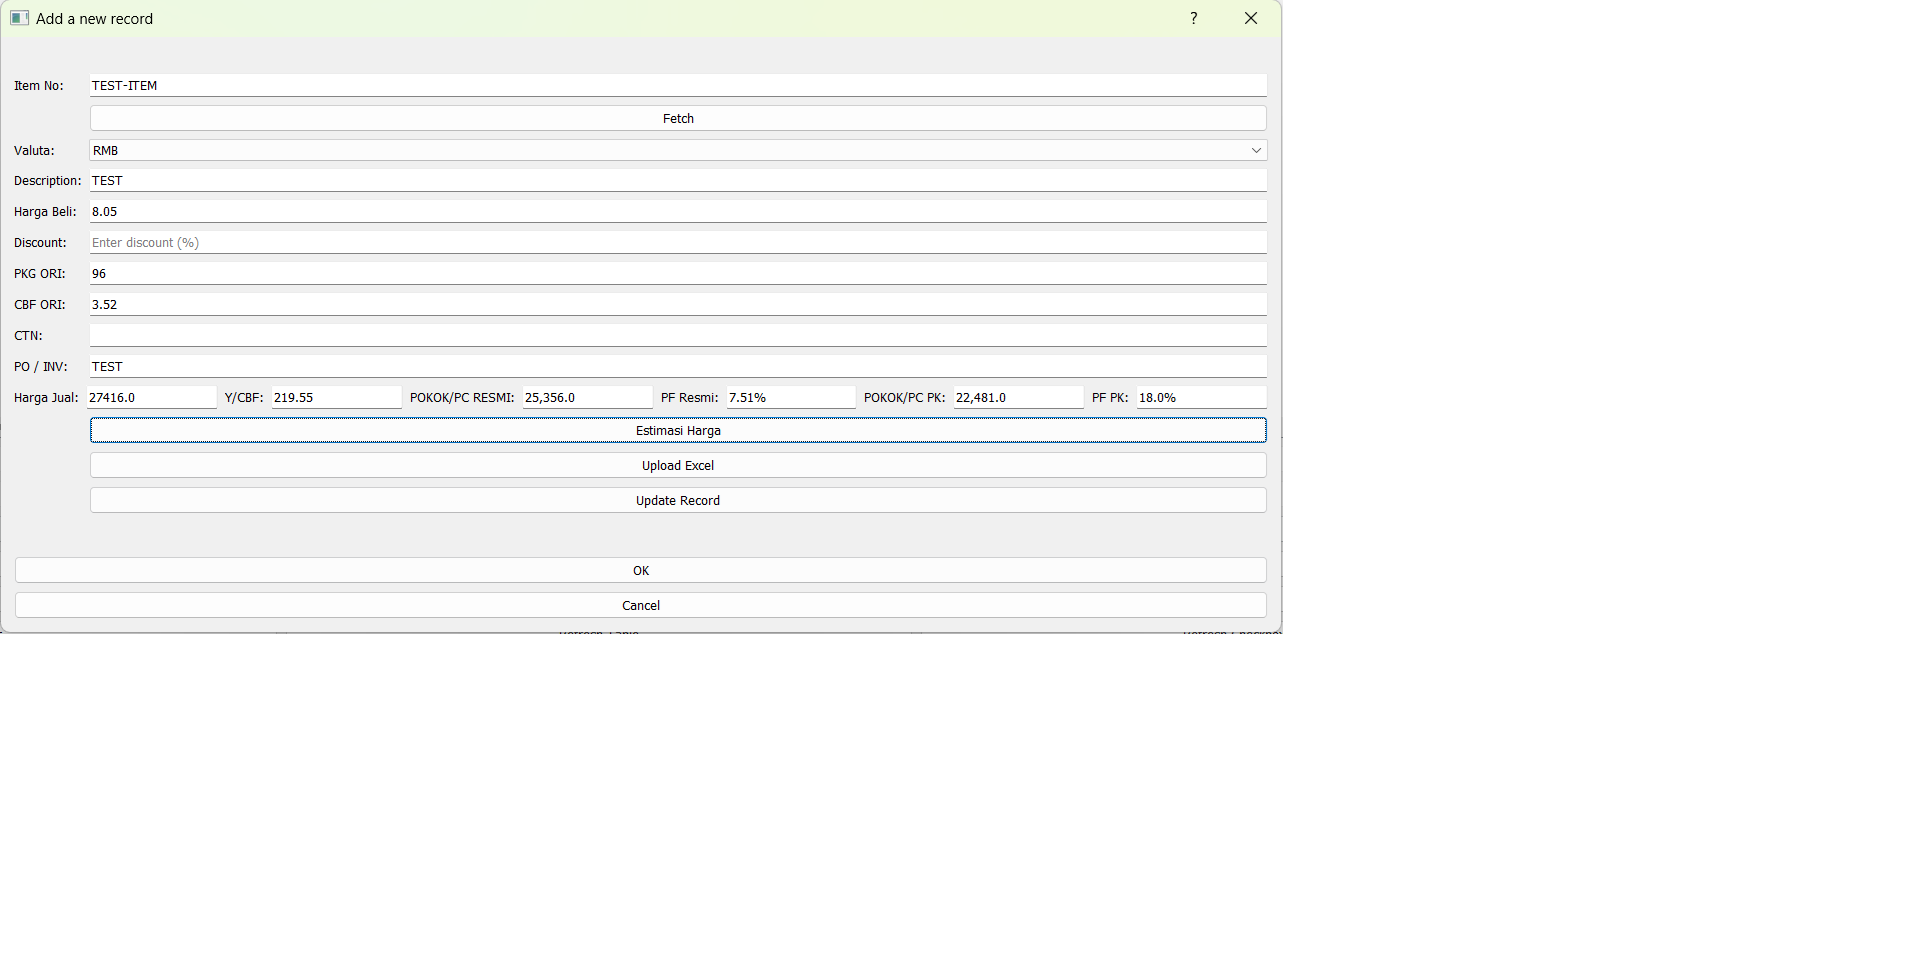 Add a new record ?
Item No: TEST-ITEM
Fetch
Valuta: RMB
Description: TEST
Harga Beli: 8.05
Discount: Enter discount (%)
PKG ORI: 96
CBF ORI: 3.52
CTN:
PO / INV: TEST
Harga Jual: 27416.0 Y/CBF: 219.55 POKOK/PC RESMI: 25,356.0 PF Resmi: 7.51% POKOK/PC PK: 22,481.0 PF PK: 18.0%
Estimasi Harga
Upload Excel
Update Record
OK
Cancel